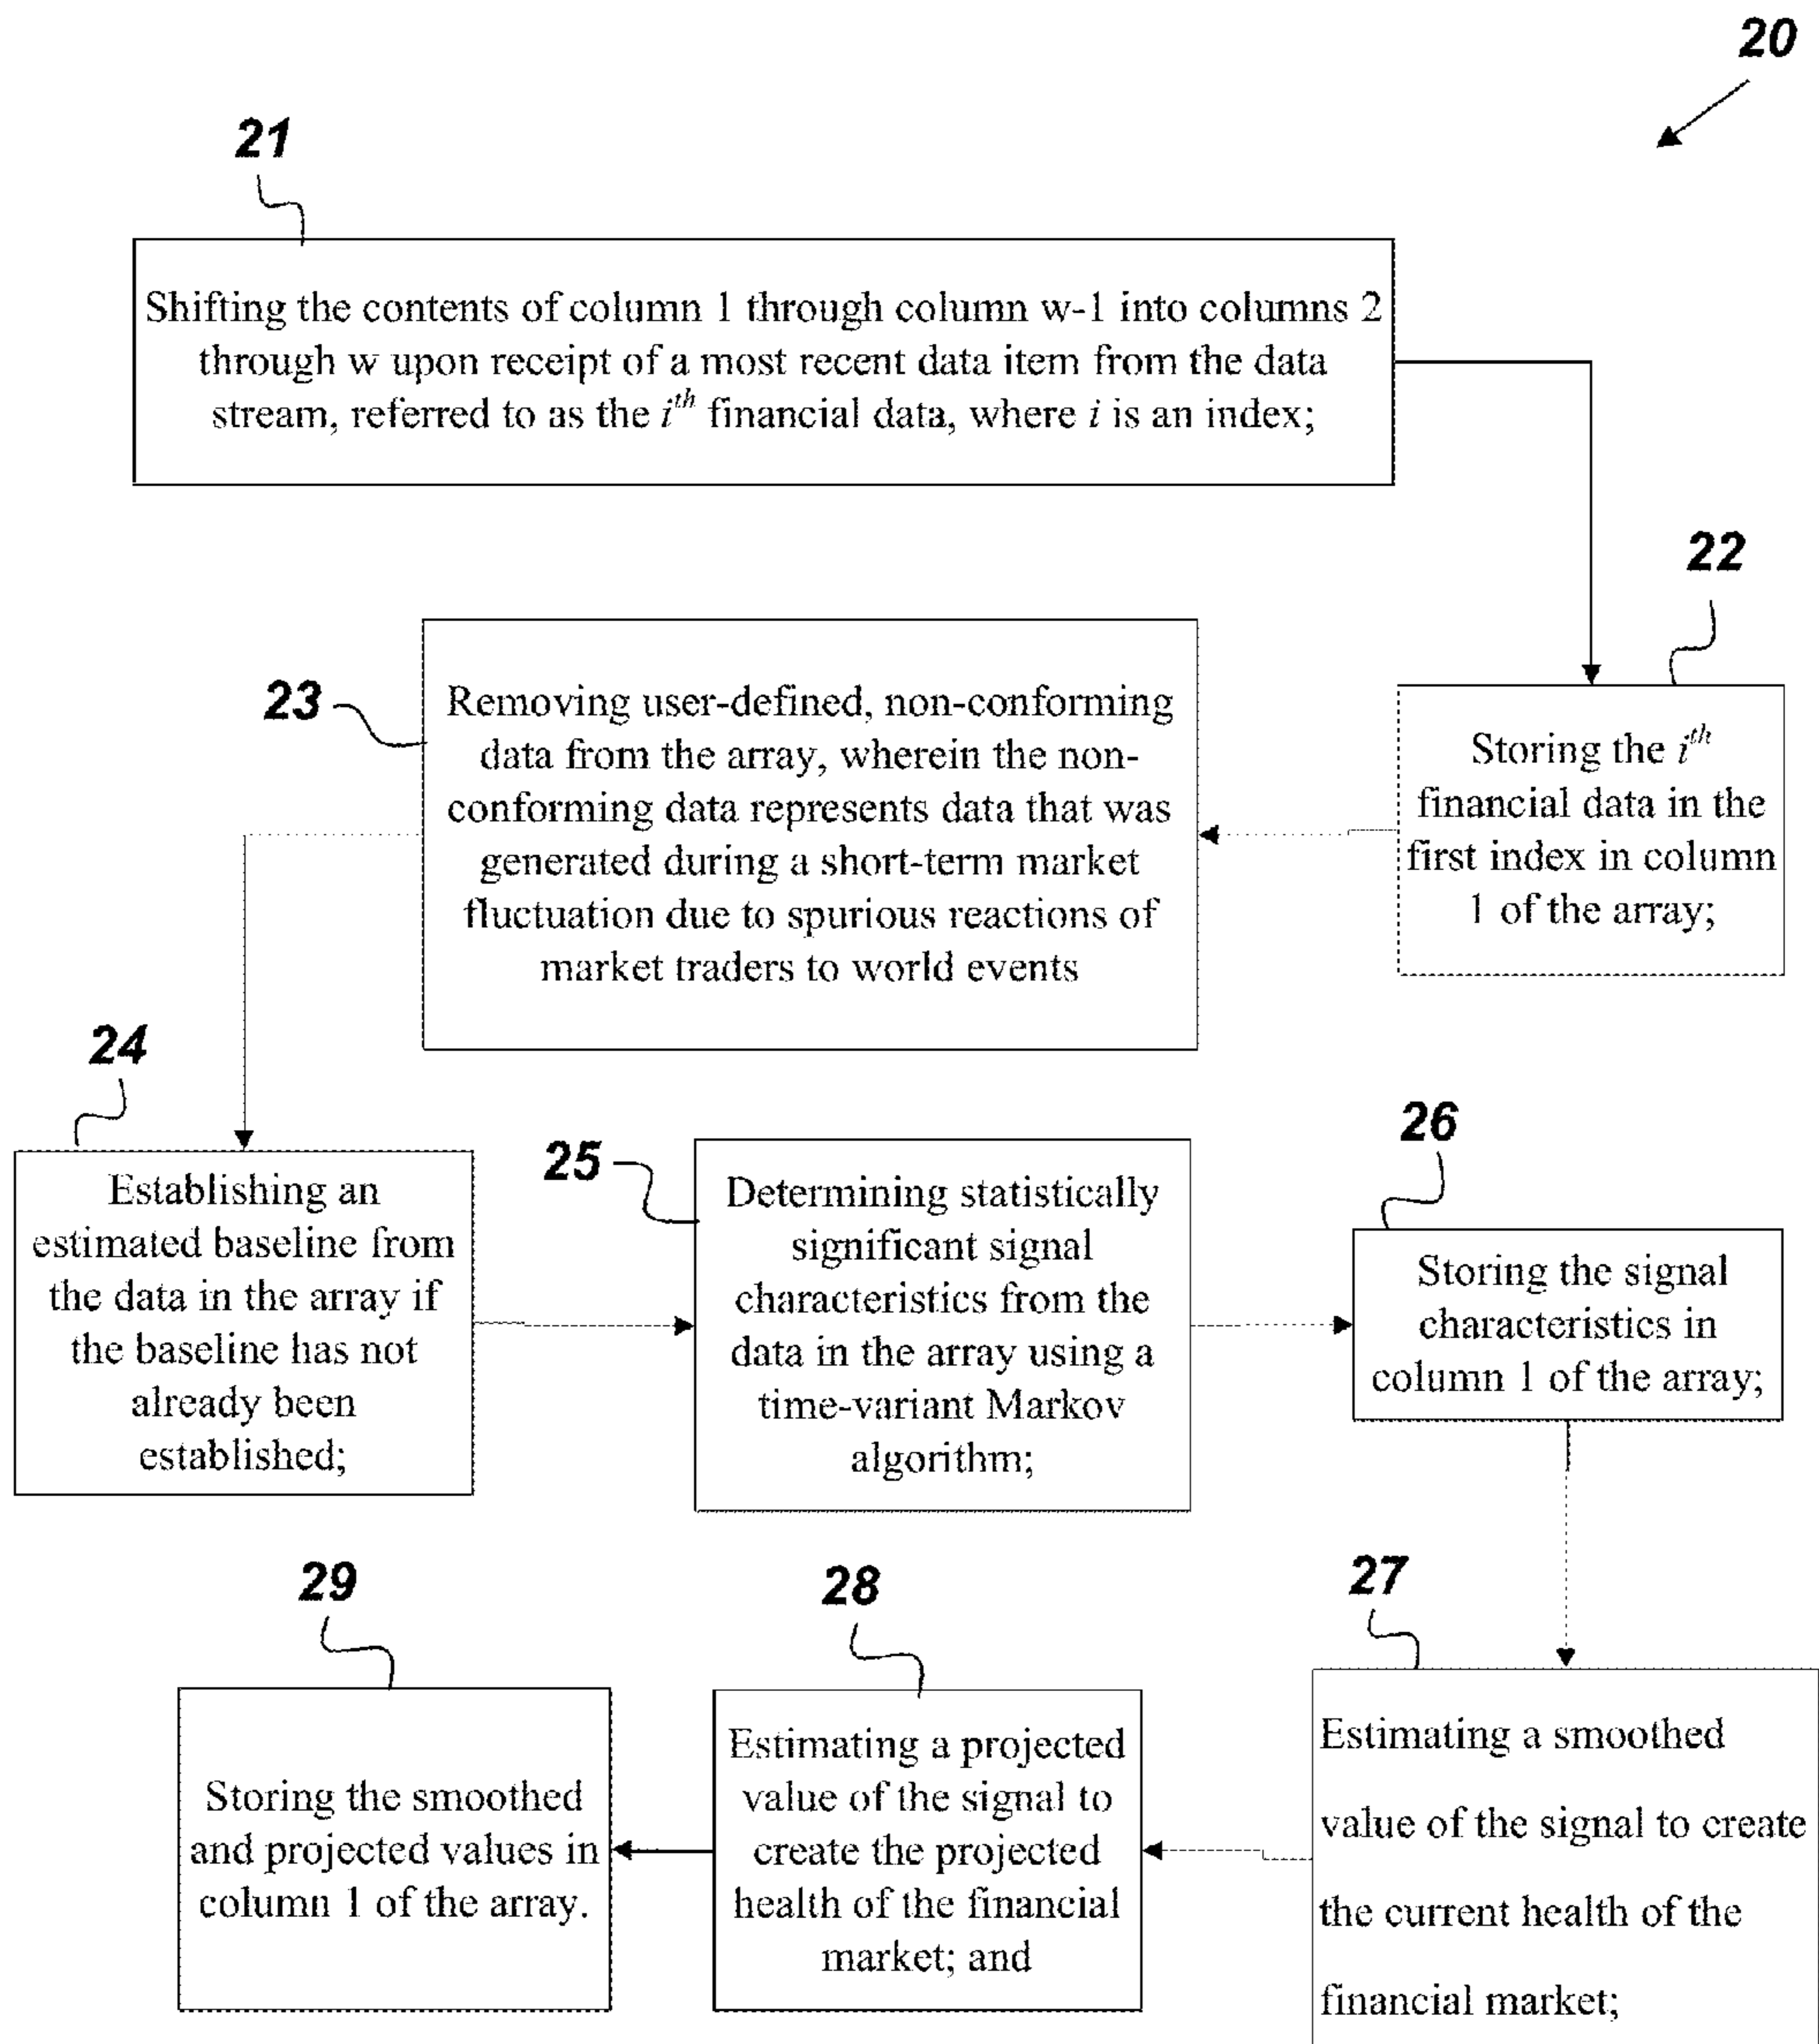 20
21
Shifting the contents of column 1 through column w-1 into columns 2
through w upon receipt of a most recent data item from the data
stream, referred to as the i^th financial data, where i is an index;
22
Storing the i^th
financial data in the
first index in column
1 of the array;
23
Removing user-defined, non-conforming
data from the array, wherein the non-
conforming data represents data that was
generated during a short-term market
fluctuation due to spurious reactions of
market traders to world events
24
Establishing an
estimated baseline from
the data in the array if
the baseline has not
already been
established;
25
Determining statistically
significant signal
characteristics from the
data in the array using a
time-variant Markov
algorithm;
26
Storing the signal
characteristics in
column 1 of the array;
27
Estimating a smoothed
value of the signal to create
the current health of the
financial market;
28
Estimating a projected
value of the signal to
create the projected
health of the financial
market; and
29
Storing the smoothed
and projected values in
column 1 of the array.